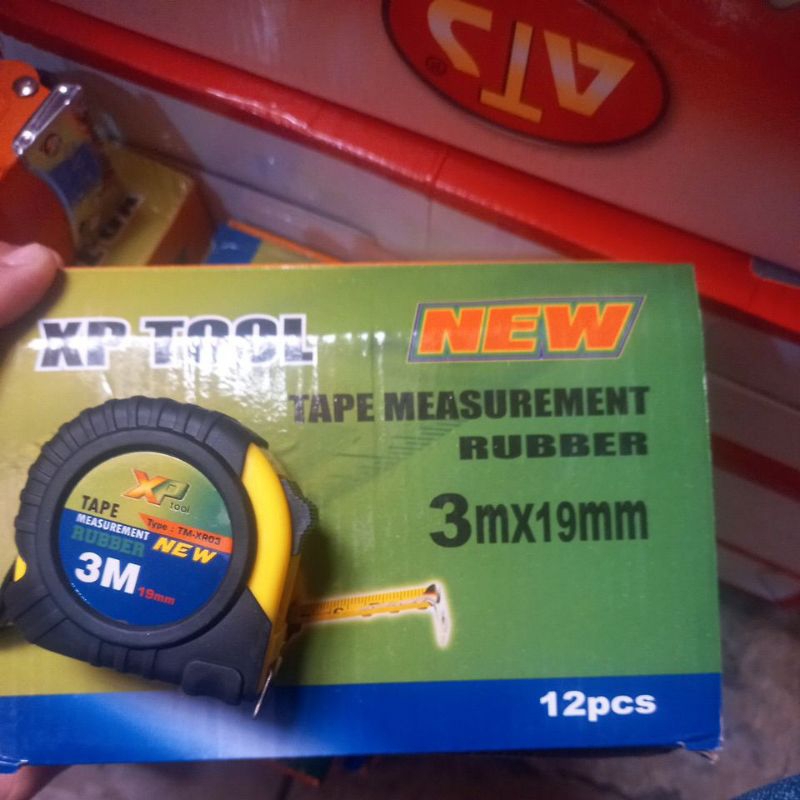 ATS
®
XP TOOL
NEW
TAPE MEASUREMENT
RUBBER
3mx19mm
XP
tool
TAPE
Type : TM-XR03
MEASUREMENT
RUBBER NEW
3M
19mm
12pcs